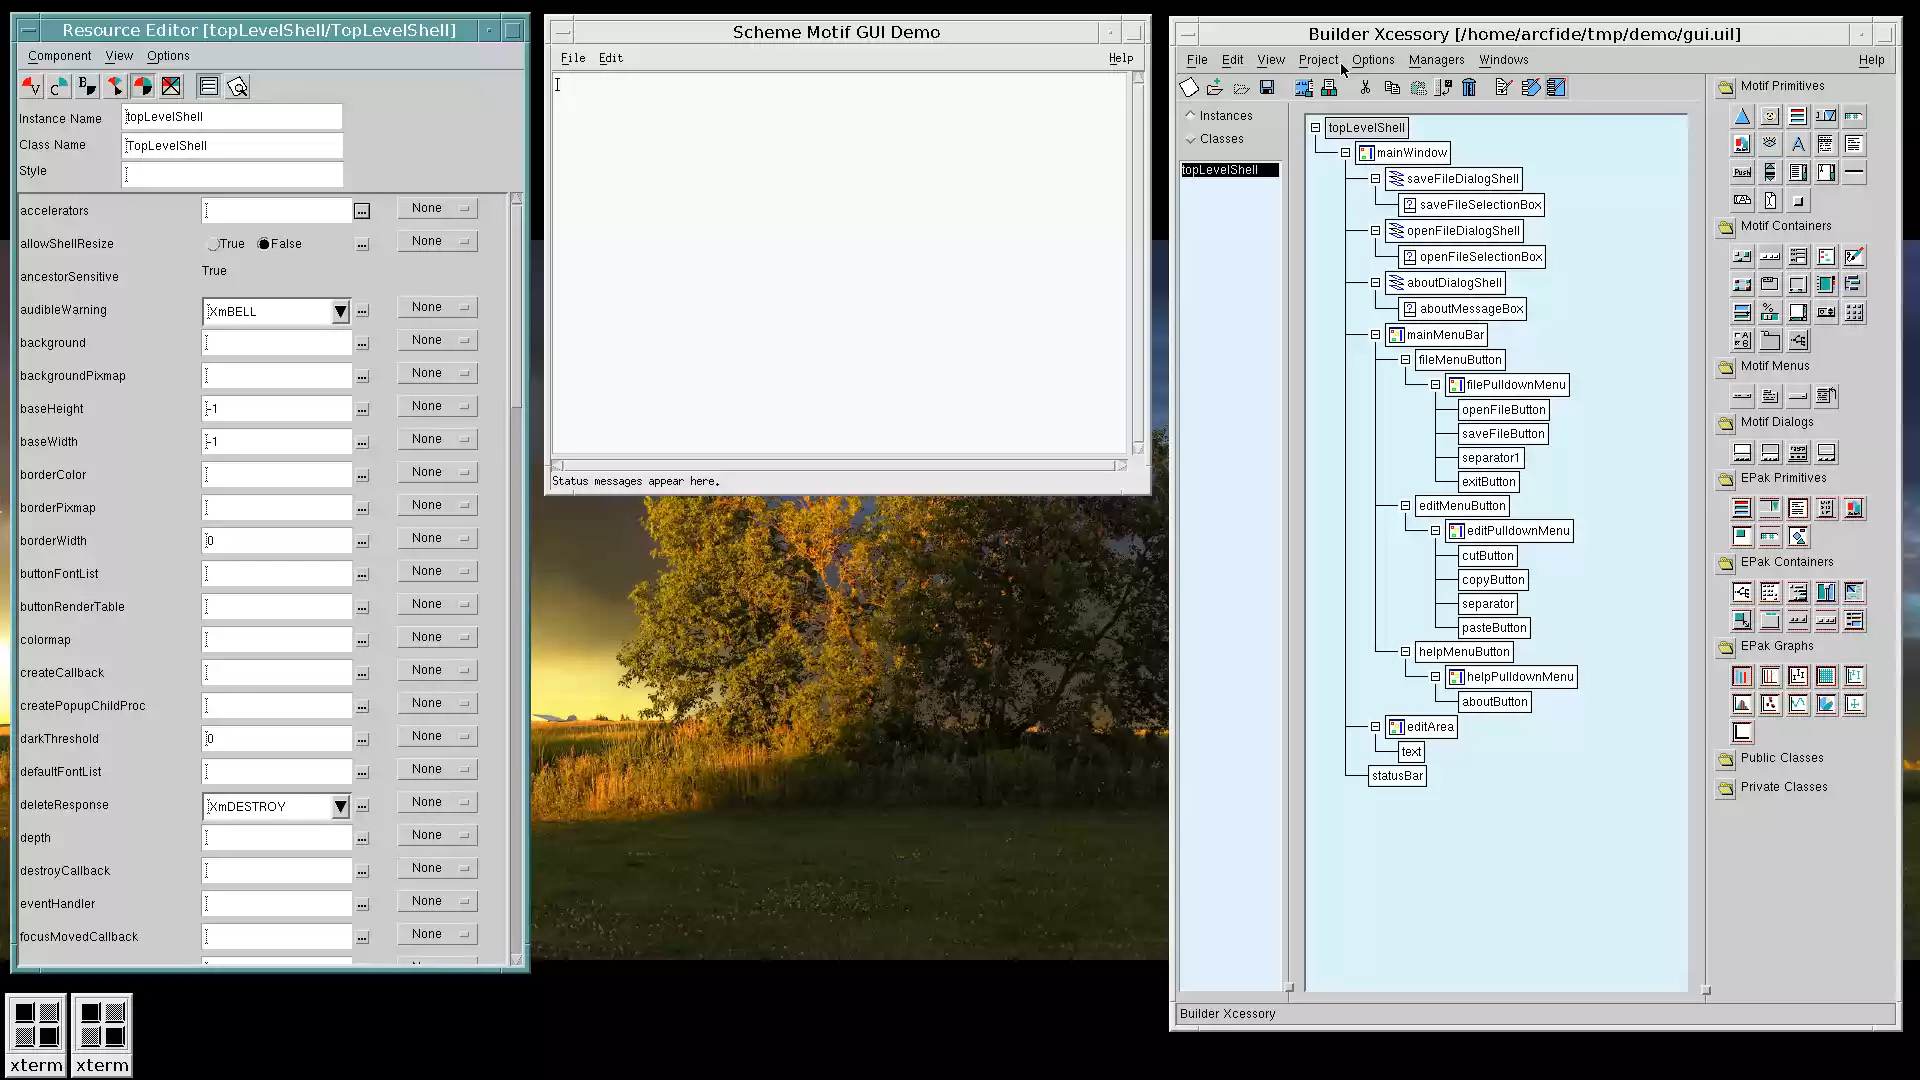 Resource Editor [topLevelShell/TopLevelShell]
Component View Options
Instance Name topLevelShell
Class Name TopLevelShell
Style
accelerators None
allowShellResize True False ... None
ancestorSensitive True
audibleWarning XmBELL ... None
background ... None
backgroundPixmap ... None
baseHeight -1 ... None
baseWidth -1 ... None
borderColor ... None
borderPixmap ... None
borderWidth 0 ... None
buttonFontList ... None
buttonRenderTable ... None
colormap ... None
createCallback ... None
createPopupChildProc ... None
darkThreshold 0 ... None
defaultFontList ... None
deleteResponse XmDESTROY ... None
depth ... None
destroyCallback ... None
eventHandler ... None
focusMovedCallback ... None
xterm xterm
Scheme Motif GUI Demo
File Edit Help
Status messages appear here.
Builder Xcessory [/home/arcfide/tmp/demo/gui.uil]
File Edit View Project Options Managers Windows Help
Instances
Classes
topLevelShell
topLevelShell
mainWindow
saveFileDialogShell
saveFileSelectionBox
openFileDialogShell
openFileSelectionBox
aboutDialogShell
aboutMessageBox
mainMenuBar
fileMenuButton
filePulldownMenu
openFileButton
saveFileButton
separator1
exitButton
editMenuButton
editPulldownMenu
cutButton
copyButton
separator
pasteButton
helpMenuButton
helpPulldownMenu
aboutButton
editArea
text
statusBar
Motif Primitives
Push
Motif Containers
Motif Menus
Motif Dialogs
EPak Primitives
EPak Containers
EPak Graphs
Public Classes
Private Classes
Builder Xcessory